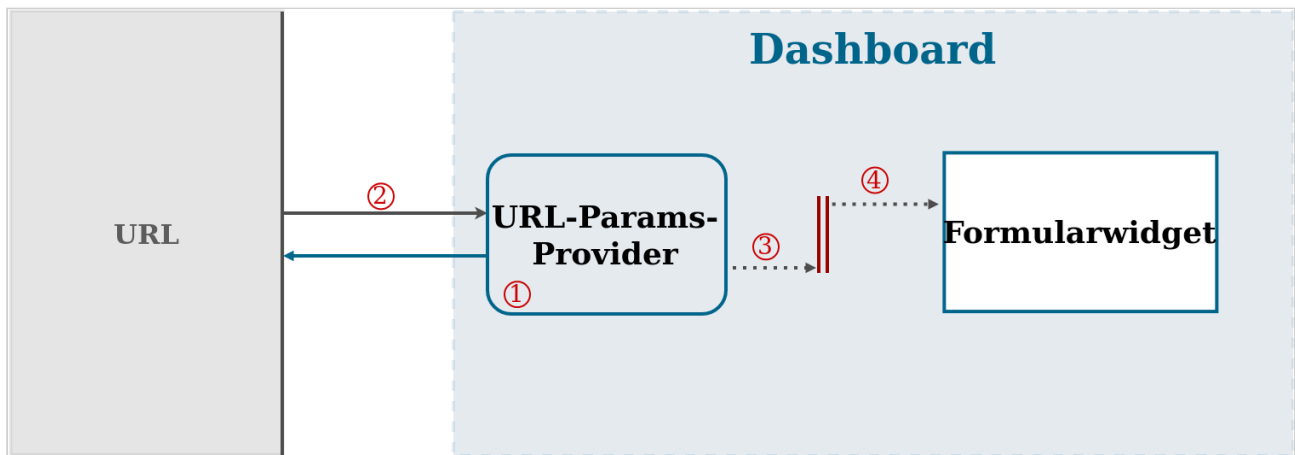 Dashboard
②
④
URL
URL-Params-
Provider
③
Formularwidget
①